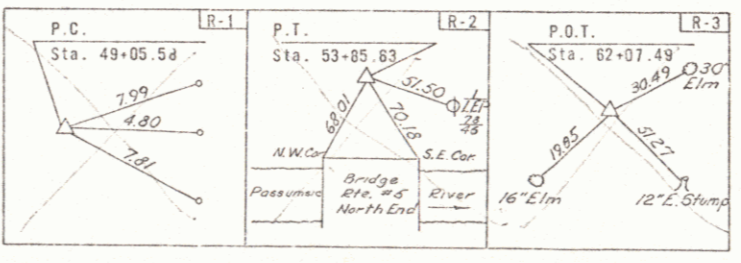 R-1
P.C.
Sta. 49+05.58
7.99
4.80
7.81
R-2
P.T.
Sta. 53+85.63
51.50
68.01
70.18
N.W. Cor
S.E. Cor.
Passumsic
Bridge
Rte. #5
North End
River
R-3
P.O.T.
Sta. 62+07.49
30.49
30"
Elm
19.85
51.27
16" Elm
12" E. Stump